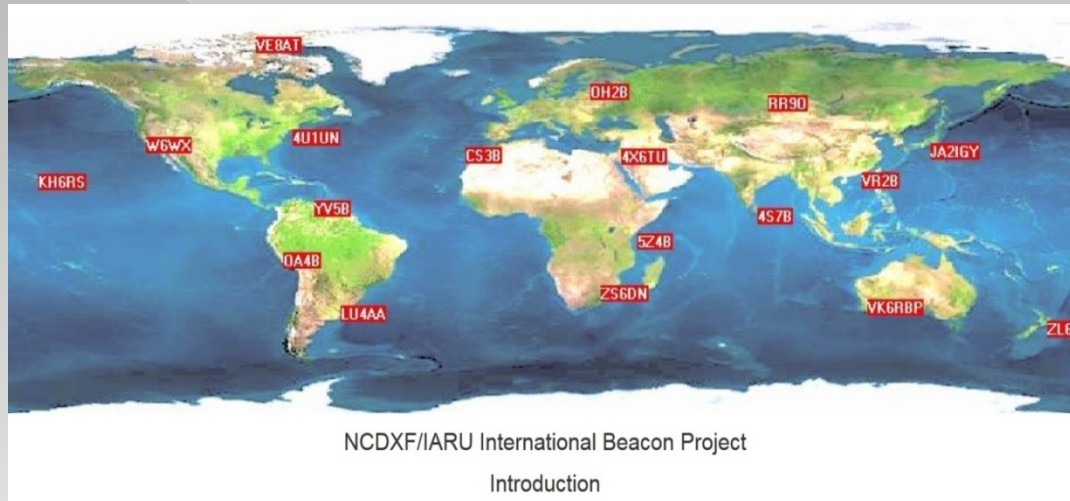 VE8AT
OH2B
RR9O
W6WX
4U1UN
CS3B
4X6TU
JA2IGY
KH6RS
VR2B
YV5B
4S7B
5Z4B
OA4B
ZS6DN
LU4AA
VK6RBP
ZL6
NCDXF/IARU International Beacon Project
Introduction